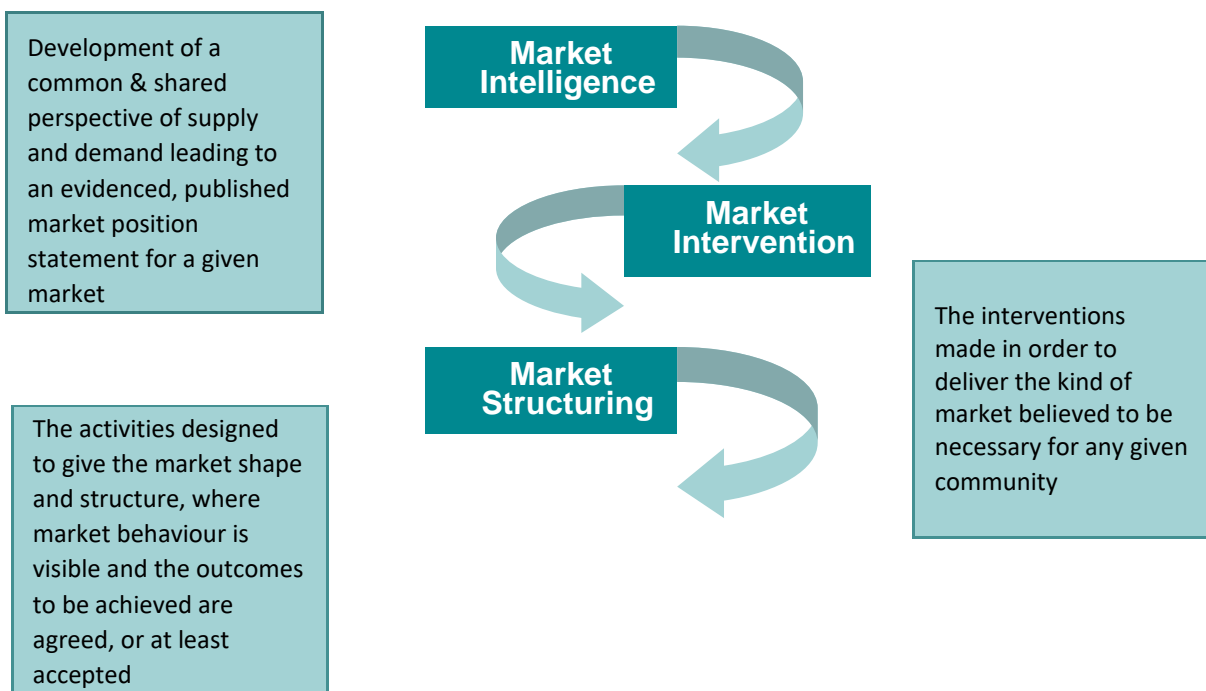 Development of a
common & shared
perspective of supply
and demand leading to
an evidenced, published
market position
statement for a given
market
Market
Intelligence
Market
Intervention
The interventions
made in order to
deliver the kind of
market believed to be
necessary for any given
community
Market
Structuring
The activities designed
to give the market shape
and structure, where
market behaviour is
visible and the outcomes
to be achieved are
agreed, or at least
accepted